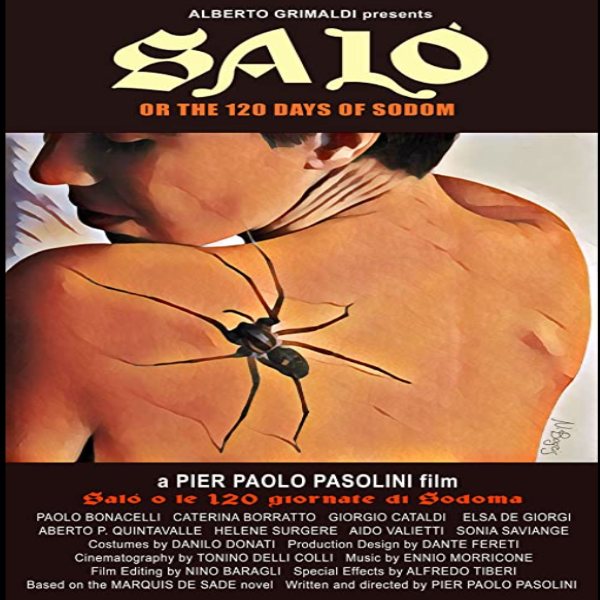 ALBERTO GRIMALDI presents
SALÒ
OR THE 120 DAYS OF SODOM
N Bogos
a PIER PAOLO PASOLINI film
Salò o le 120 giornate di Sodoma
PAOLO BONACELLI CATERINA BORRATTO GIORGIO CATALDI ELSA DE GIORGI
ABERTO P. QUINTAVALLE HELENE SURGERE AIDO VALIETTI SONIA SAVIANGE
Costumes by DANILO DONATI Production Design by DANTE FERETI
Cinematography by TONINO DELLI COLLI Music by ENNIO MORRICONE
Film Editing by NINO BARAGLI Special Effects by ALFREDO TIBERI
Based on the MARQUIS DE SADE novel Written and directed by PIER PAOLO PASOLINI